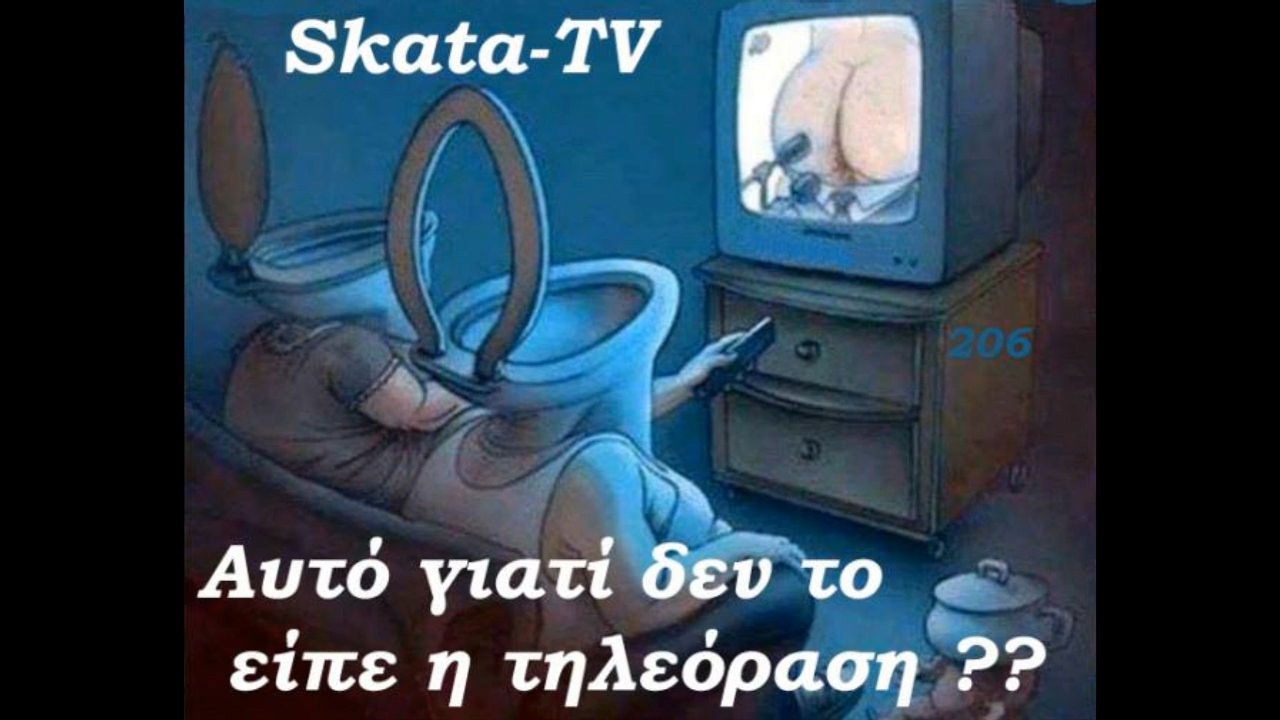 Skata-TV
206
Αυτό γιατί δεν το
είπε η τηλεόραση ??